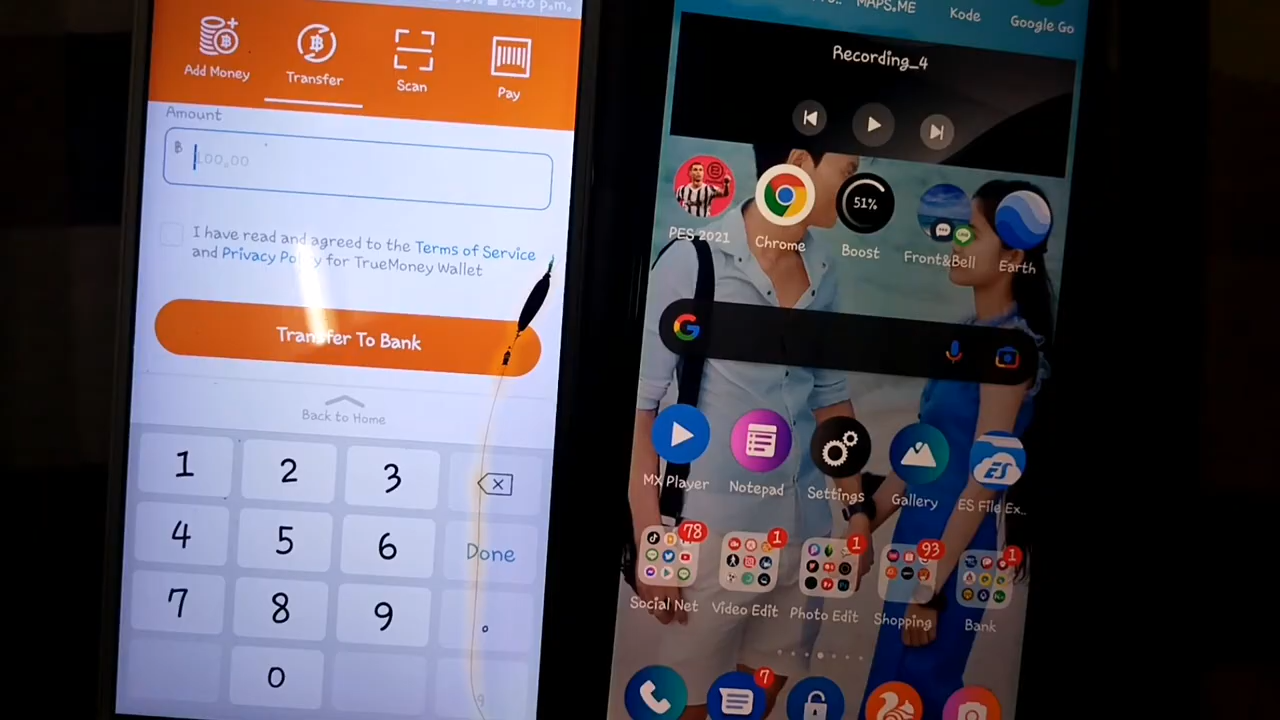 Add Money
Transfer
Scan
Pay
Amount
฿
100.00
I have read and agreed to the Terms of Service
and Privacy Policy for TrueMoney Wallet
Transfer To Bank
Back to Home
1 2 3
4 5 6 Done
7 8 9 .
0
MAPS.ME
Kode
Google Go
Recording_4
PES 2021
Chrome
51%
Boost
Front&Bell
Earth
MX Player
Notepad
Settings
Gallery
ES
ES File Ex..
78
1
1
93
1
Social Net
Video Edit
Photo Edit
Shopping
Bank
7